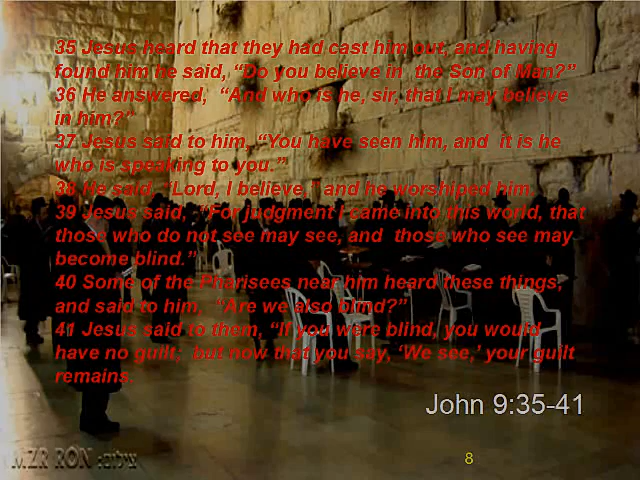 35 Jesus heard that they had cast him out, and having
found him he said, “Do you believe in  the Son of Man?”
36 He answered,  “And who is he, sir, that I may believe
in him?”
37 Jesus said to him, “You have seen him, and  it is he
who is speaking to you.”
38 He said, “Lord, I believe,” and he worshiped him.
39 Jesus said,  “For judgment I came into this world, that
those who do not see may see, and  those who see may
become blind.”
40 Some of the Pharisees near him heard these things,
and said to him,  “Are we also blind?”
41 Jesus said to them, “If you were blind, you would
have no guilt;  but now that you say, ‘We see,’ your guilt
remains.
John 9:35-41
MZR RON צילום:
8